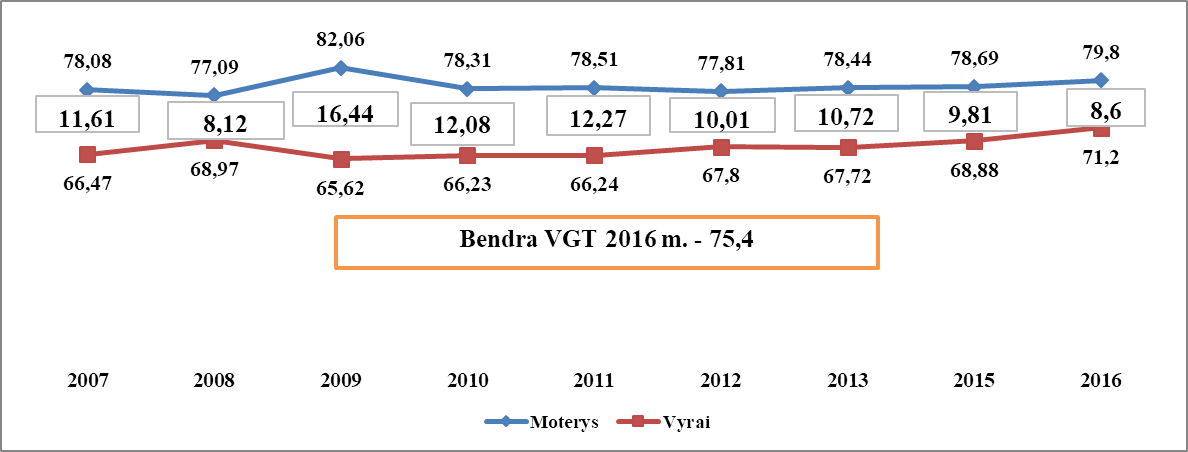 78,08 77,09 82,06 78,31 78,51 77,81 78,44 78,69 79,8
11,61 8,12 16,44 12,08 12,27 10,01 10,72 9,81 8,6
66,47 68,97 65,62 66,23 66,24 67,8 67,72 68,88 71,2
Bendra VGT 2016 m. - 75,4
2007 2008 2009 2010 2011 2012 2013 2015 2016
Moterys Vyrai